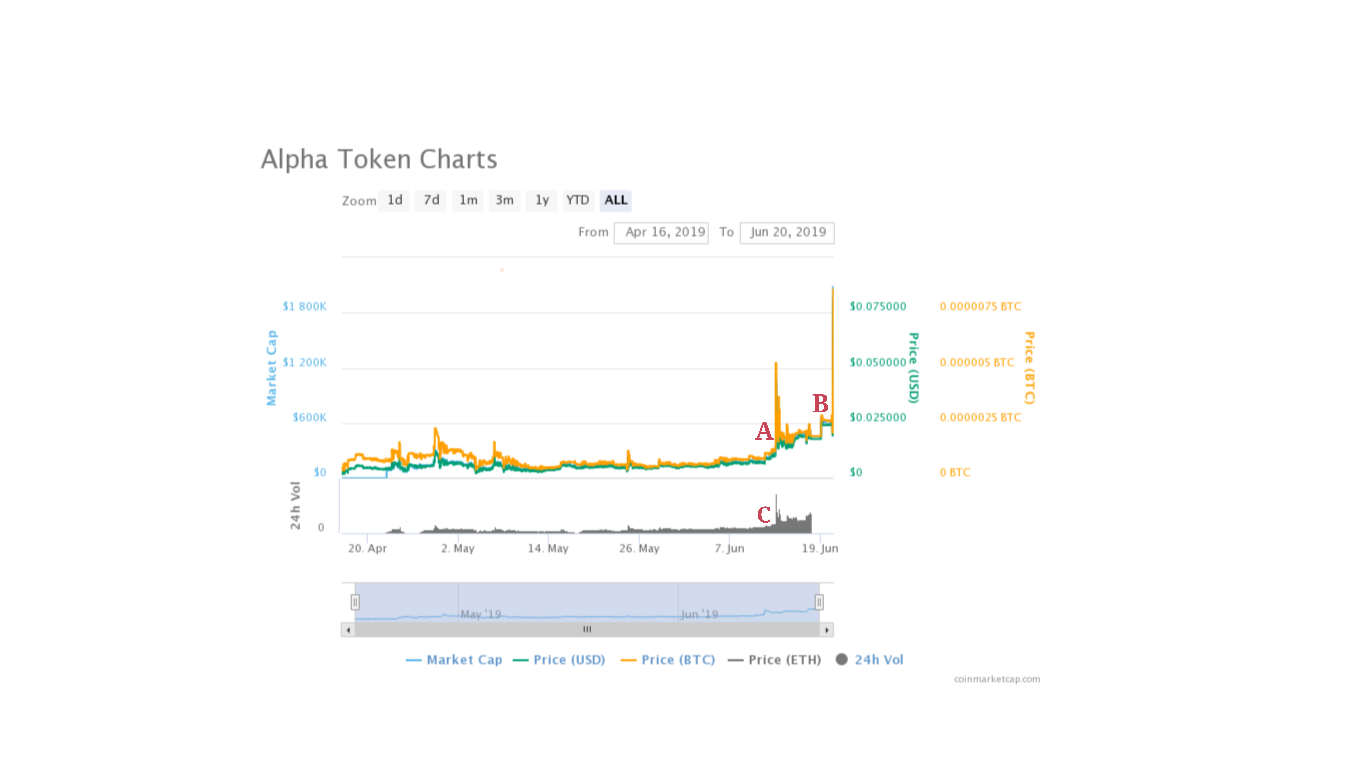 Alpha Token Charts
Zoom 1d 7d 1m 3m 1y YTD ALL
From Apr 16, 2019 To Jun 20, 2019
$1 800K $0.075000 0.0000075 BTC
Market Cap
Price (USD)
Price (BTC)
$1 200K $0.050000 0.000005 BTC
B
$600K $0.025000 0.0000025 BTC
A
$0 $0 0 BTC
24h Vol
C
0
20. Apr 2. May 14. May 26. May 7. Jun 19. Jun
May '19 Jun '19
Market Cap Price (USD) Price (BTC) Price (ETH) 24h Vol
coinmarketcap.com